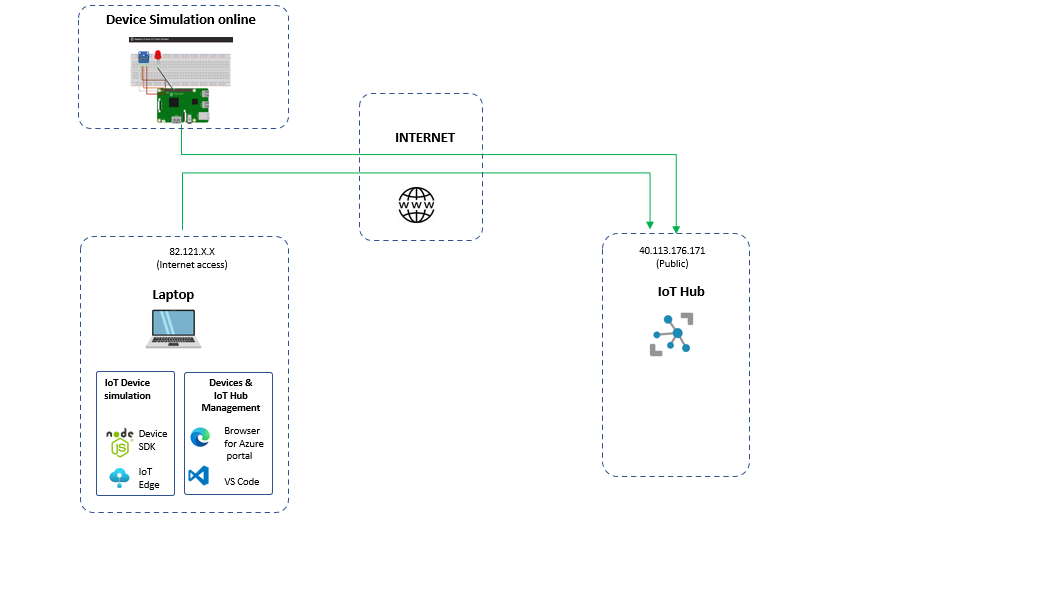 Device Simulation online
INTERNET
WWW
82.121.X.X
(Internet access)
Laptop
IoT Device
simulation
node
JS
Device
SDK
IoT
Edge
Devices &
IoT Hub
Management
Browser
for Azure
portal
VS Code
40.113.176.171
(Public)
IoT Hub